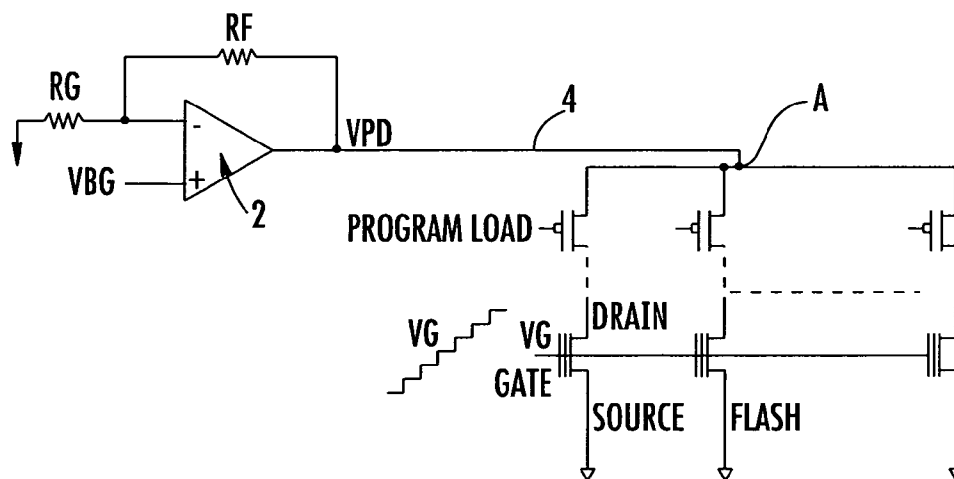 RF
RG
4
A
-
VPD
VBG
+
2
PROGRAM LOAD
DRAIN
VG
VG
GATE
SOURCE
FLASH